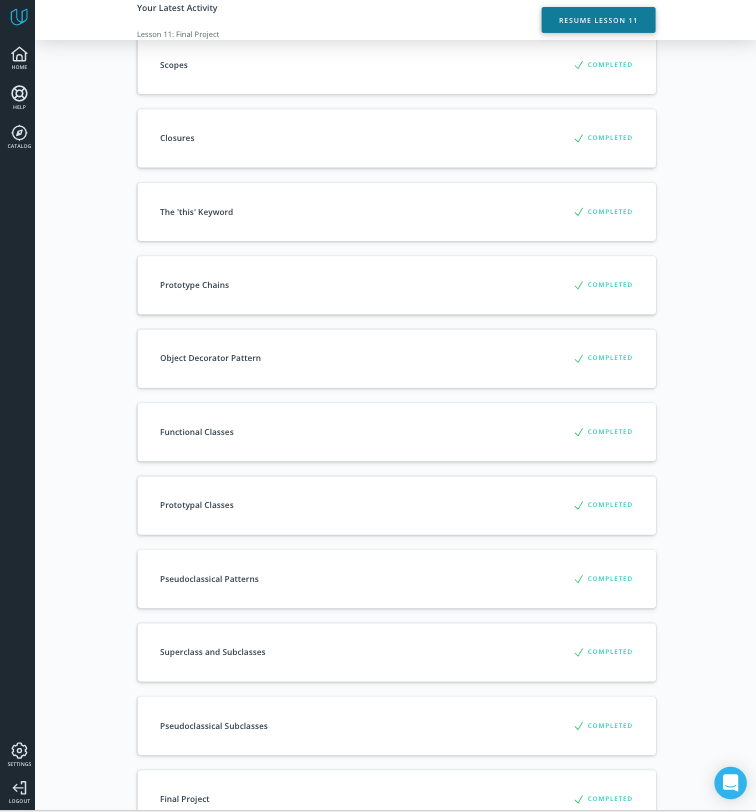 Your Latest Activity
Lesson 11: Final Project
RESUME LESSON 11
HOME
HELP
CATALOG
Scopes COMPLETED
Closures COMPLETED
The 'this' Keyword COMPLETED
Prototype Chains COMPLETED
Object Decorator Pattern COMPLETED
Functional Classes COMPLETED
Prototypal Classes COMPLETED
Pseudoclassical Patterns COMPLETED
Superclass and Subclasses COMPLETED
Pseudoclassical Subclasses COMPLETED
Final Project COMPLETED
SETTINGS
LOGOUT